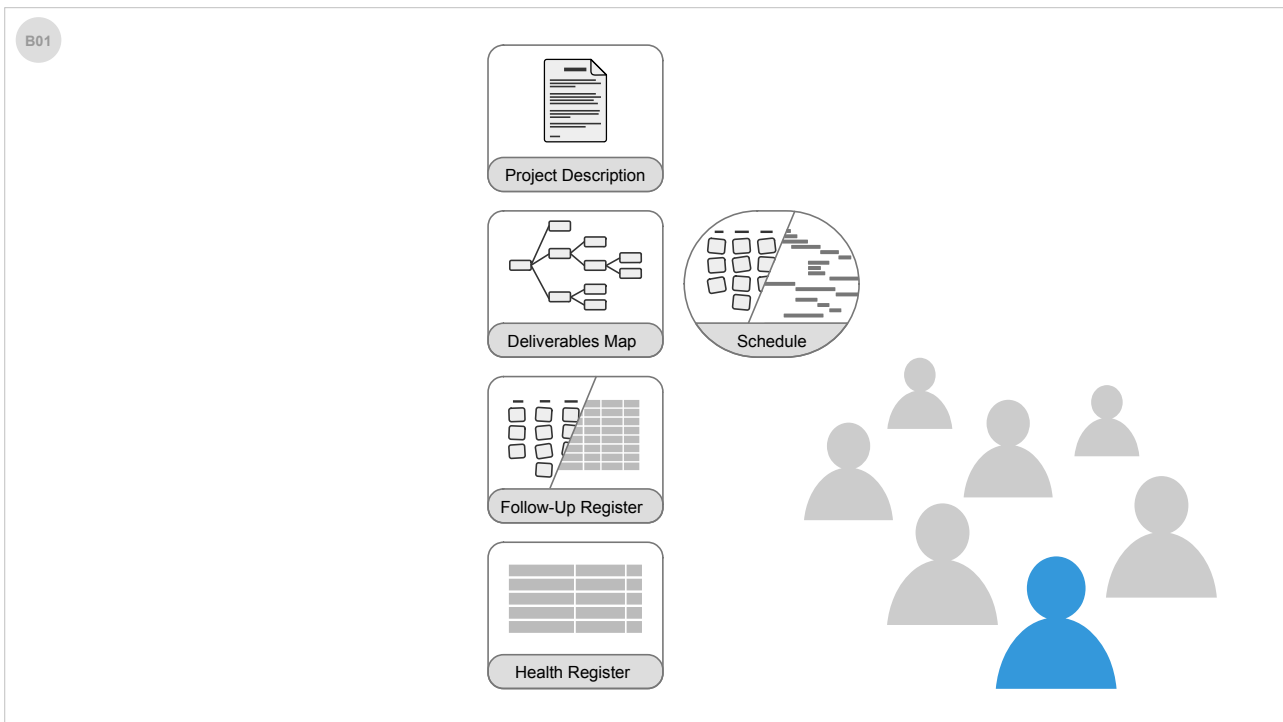 B01
Project Description
Deliverables Map
Schedule
Follow-Up Register
Health Register